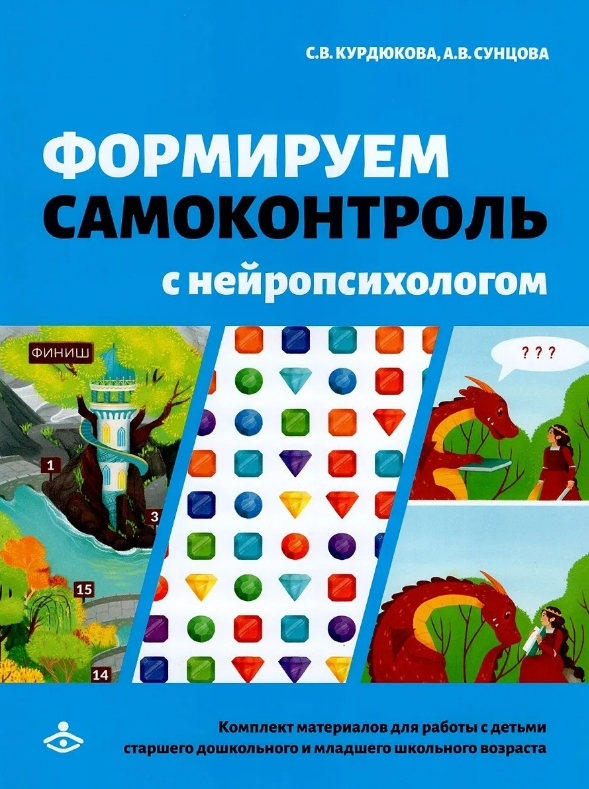 С.В. КУРДЮКОВА, А.В. СУНЦОВА
ФОРМИРУЕМ
САМОКОНТРОЛЬ
с нейропсихологом
ФИНИШ
? ? ?
1
3
15
14
Комплект материалов для работы с детьми
старшего дошкольного и младшего школьного возраста